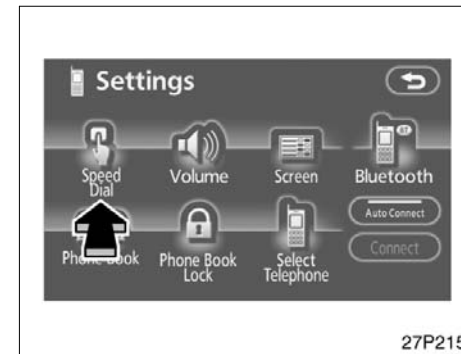 Settings
Speed
Dial
Volume
Screen
Bluetooth
Auto Connect
Phone Book
Phone Book
Lock
Select
Telephone
Connect
27P215